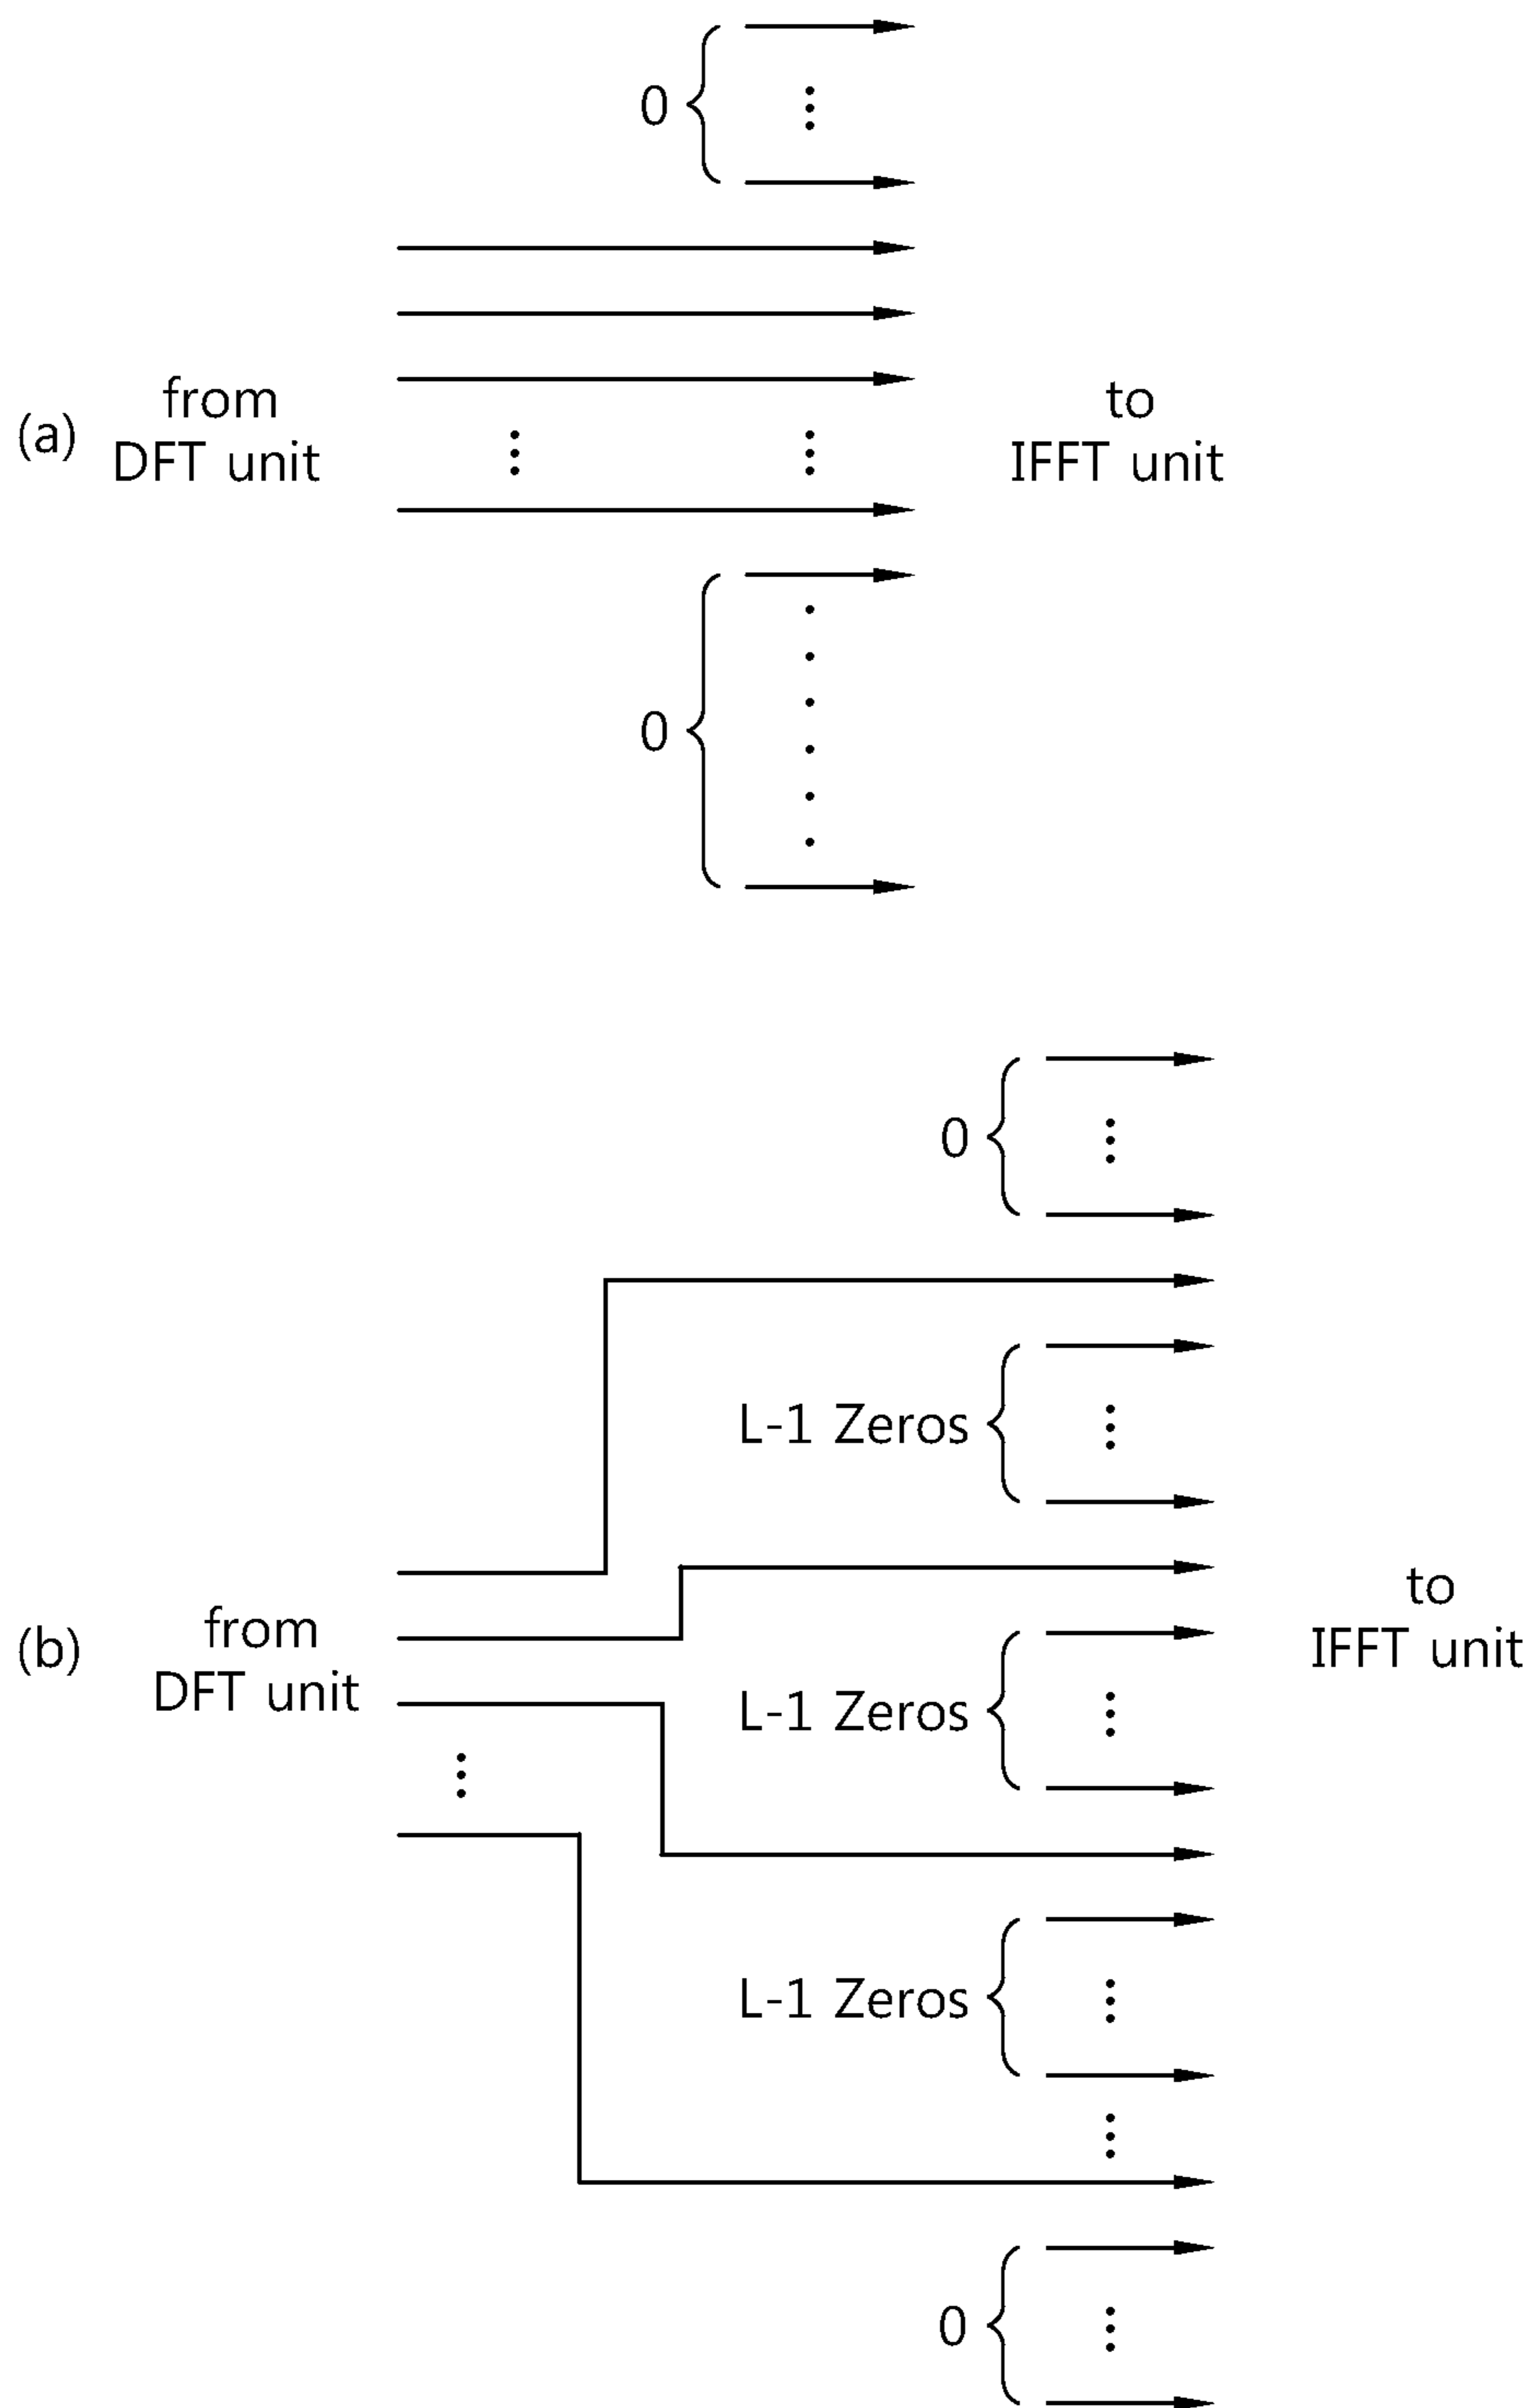 0
(a)
from
DFT unit
to
IFFT unit
0
0
L-1 Zeros
(b)
from
DFT unit
to
IFFT unit
L-1 Zeros
L-1 Zeros
0